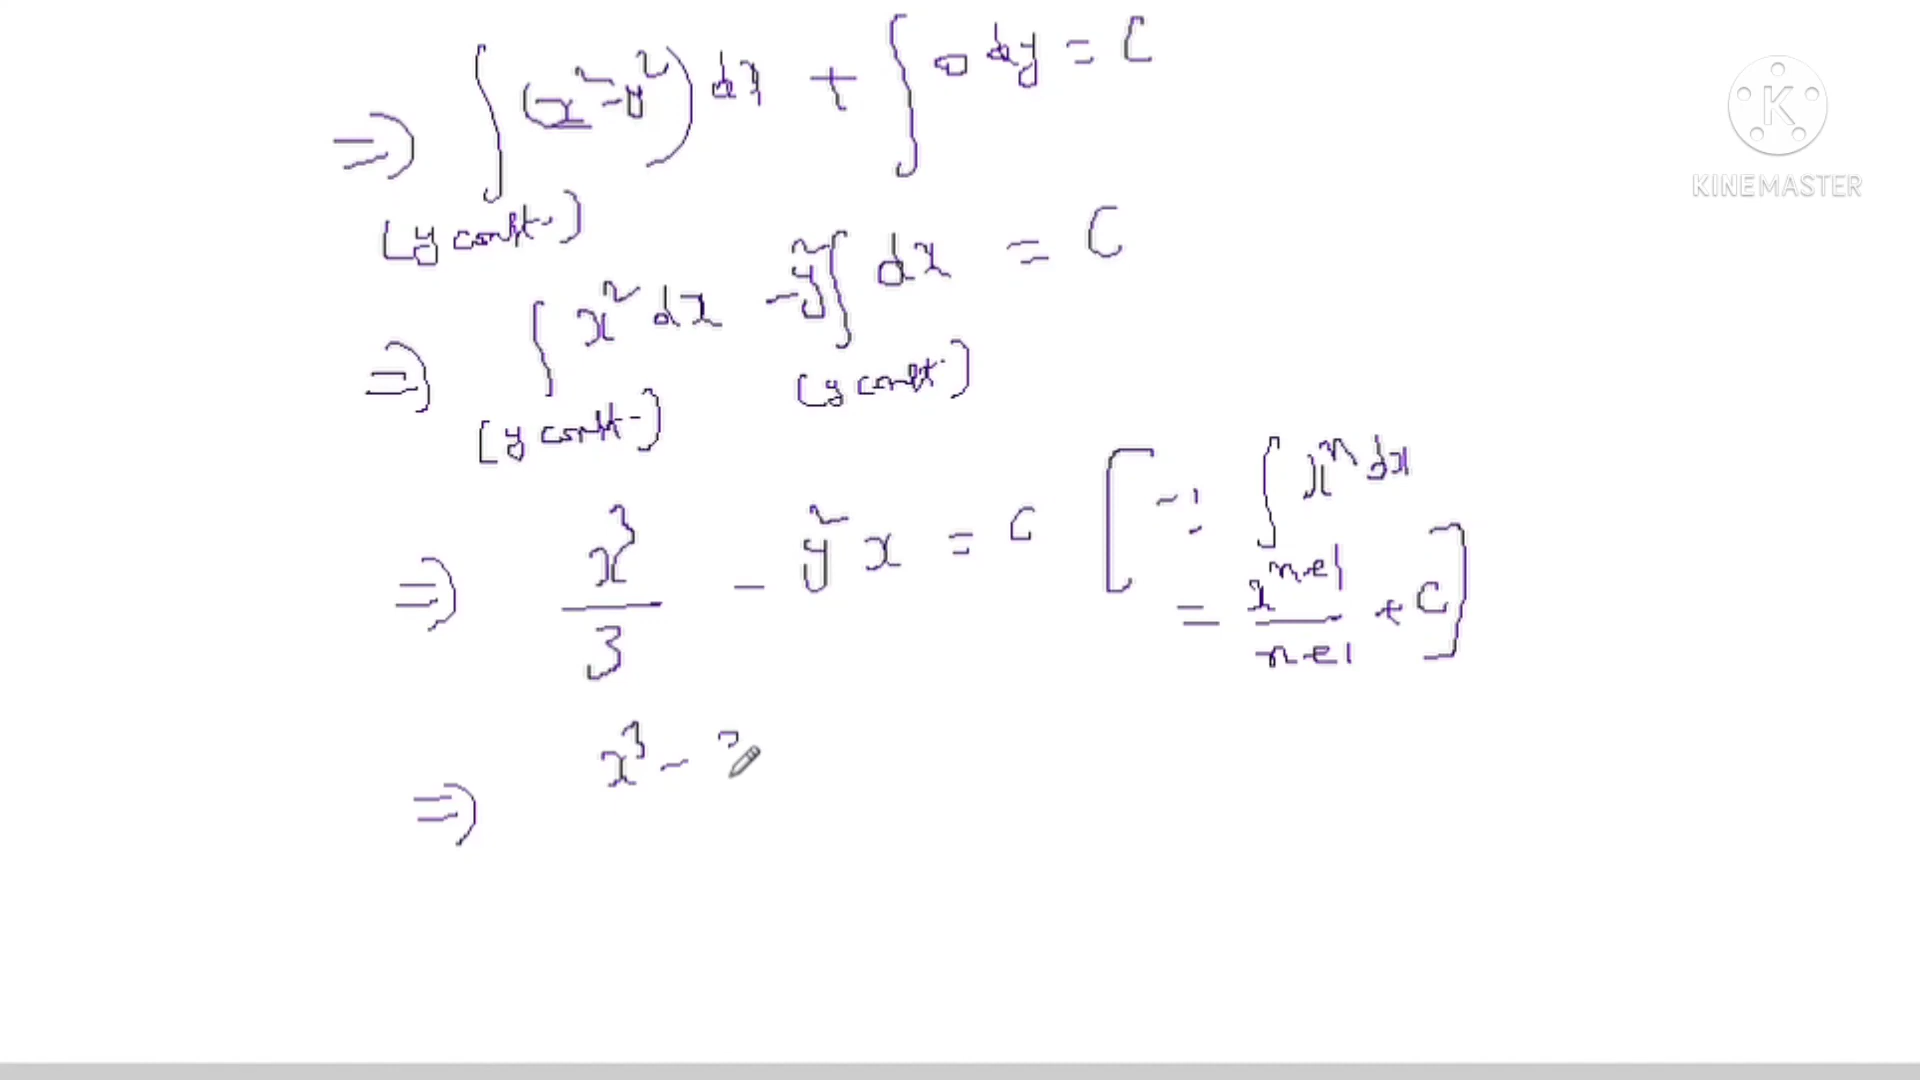 ⇒ ∫ (x²-y²) dx + ∫ 0 dy = C
(y const.)
⇒ ∫ x² dx - y² ∫ dx = C
(y const.) (y const.)
⇒ x³/3 - y²x = C [∵ ∫ xⁿ dx
= xⁿ⁺¹/n+1 + C]
⇒ x³ -
KINEMASTER